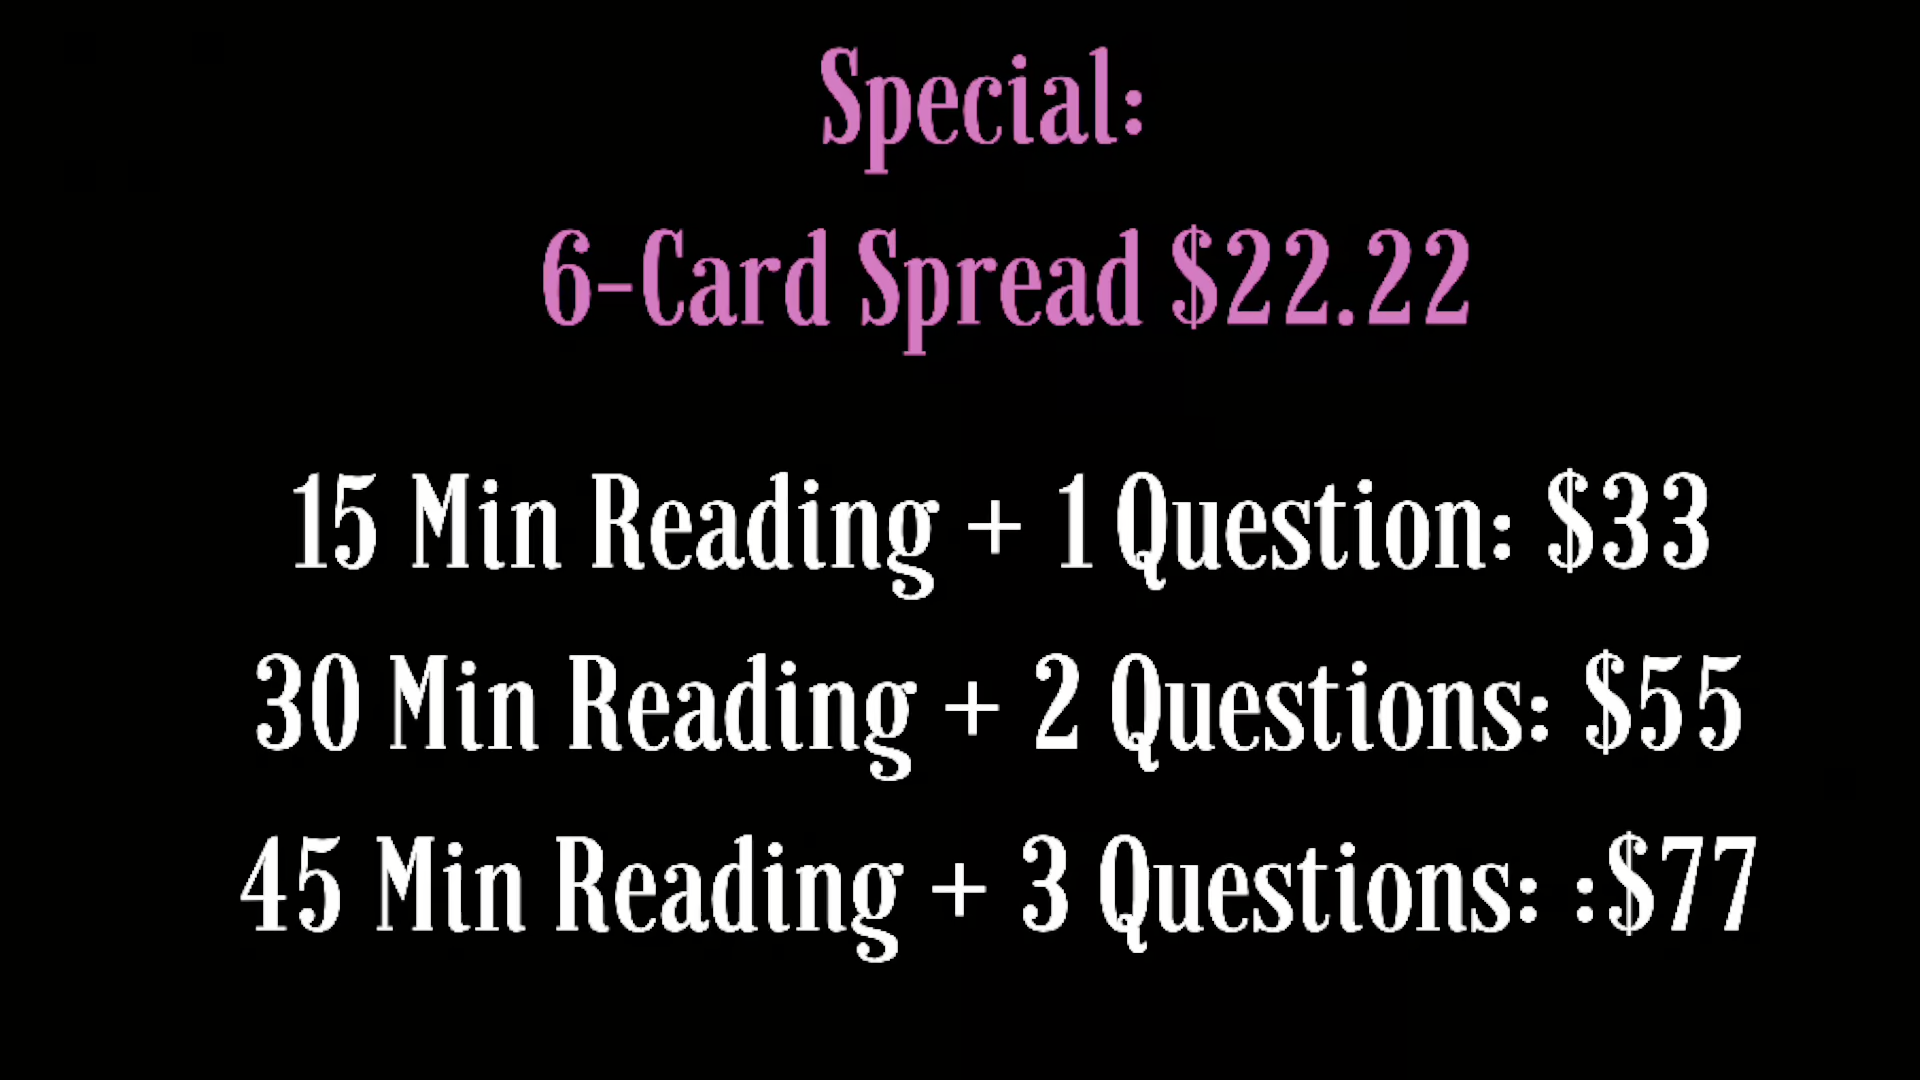 Special:
6-Card Spread $22.22
15 Min Reading + 1 Question: $33
30 Min Reading + 2 Questions: $55
45 Min Reading + 3 Questions: :$77